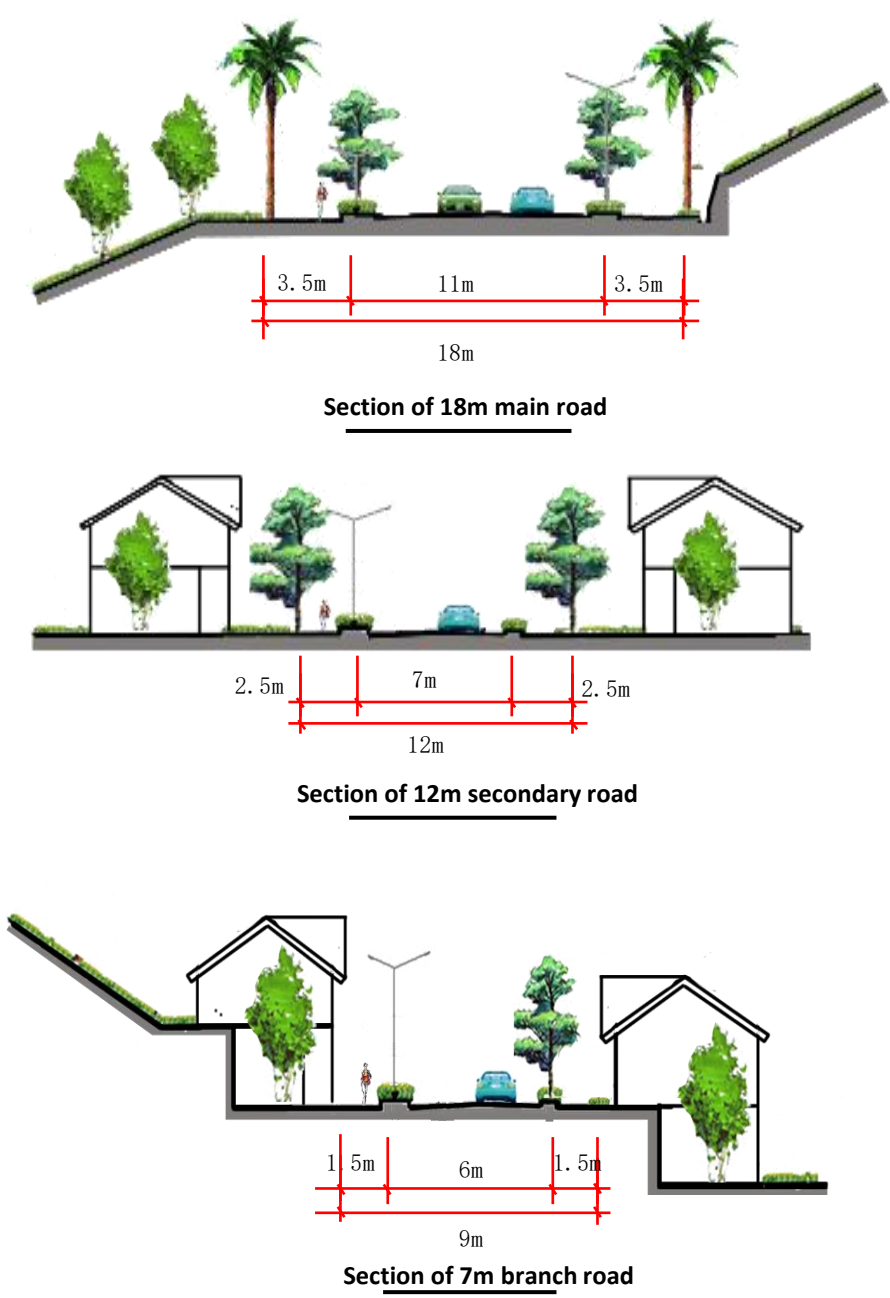 3.5m 11m 3.5m
18m
Section of 18m main road
2.5m 7m 2.5m
12m
Section of 12m secondary road
1.5m 6m 1.5m
9m
Section of 7m branch road